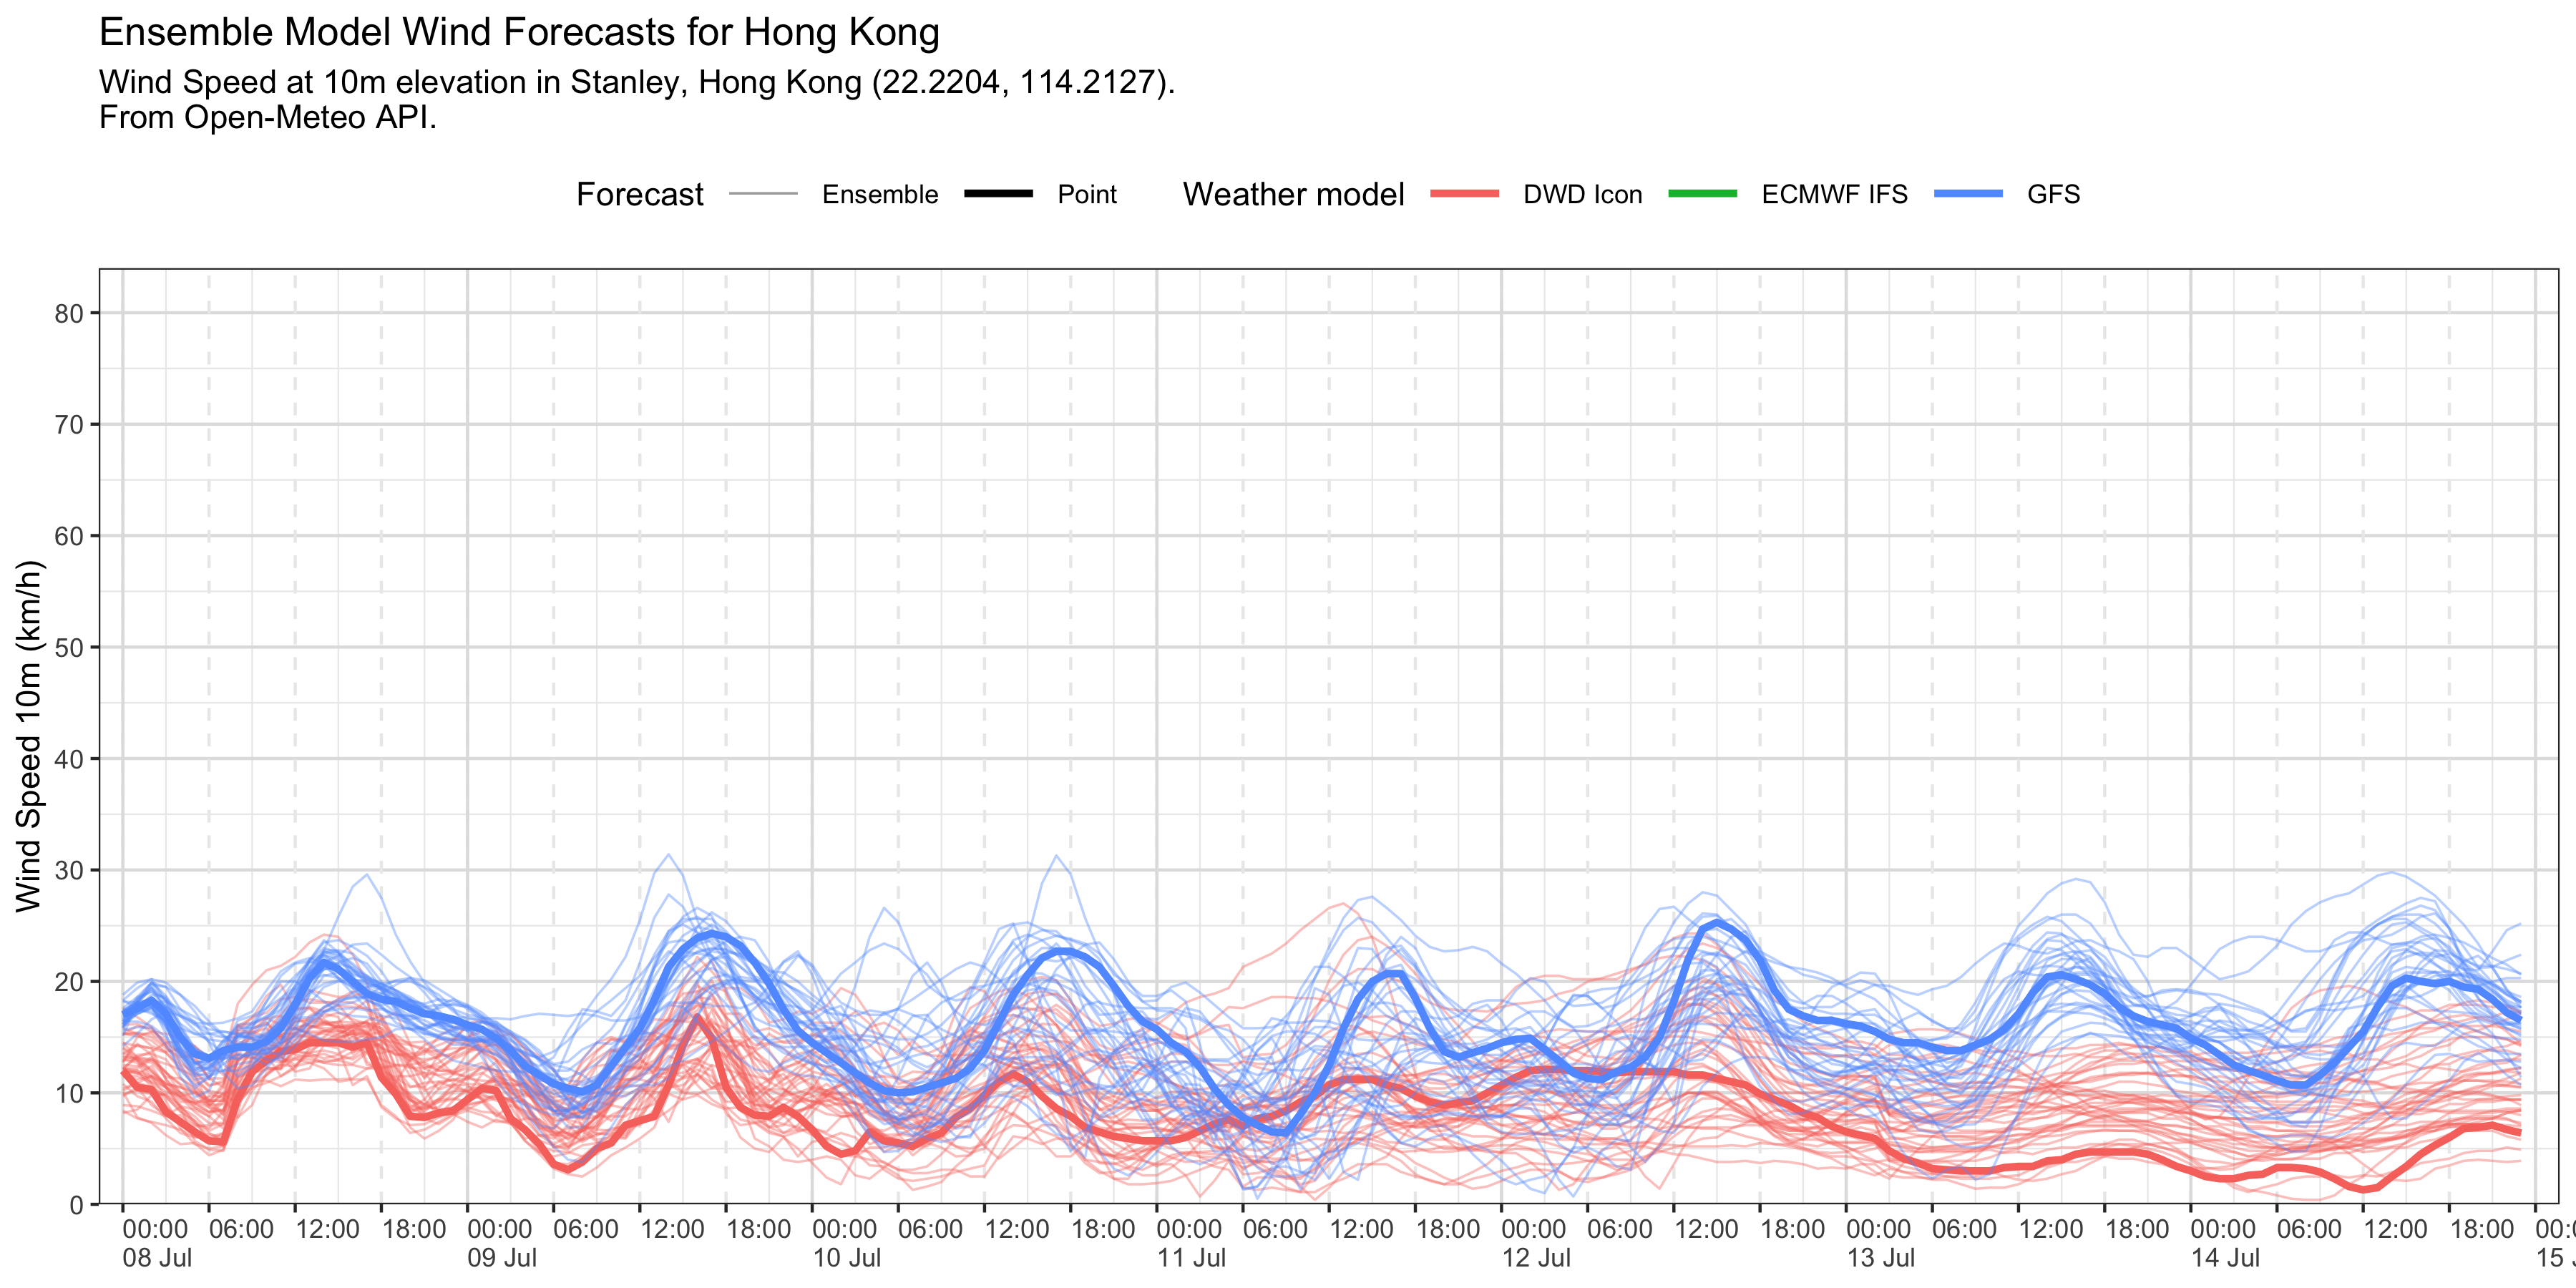 Ensemble Model Wind Forecasts for Hong Kong
Wind Speed at 10m elevation in Stanley, Hong Kong (22.2204, 114.2127).
From Open-Meteo API.
Forecast Ensemble Point Weather model DWD Icon ECMWF IFS GFS
Wind Speed 10m (km/h)
80
70
60
50
40
30
20
10
0
00:00 06:00 12:00 18:00 00:00 06:00 12:00 18:00 00:00 06:00 12:00 18:00 00:00 06:00 12:00 18:00 00:00 06:00 12:00 18:00 00:00 06:00 12:00 18:00 00:00 06:00 12:00 18:00
08 Jul 09 Jul 10 Jul 11 Jul 12 Jul 13 Jul 14 Jul 15